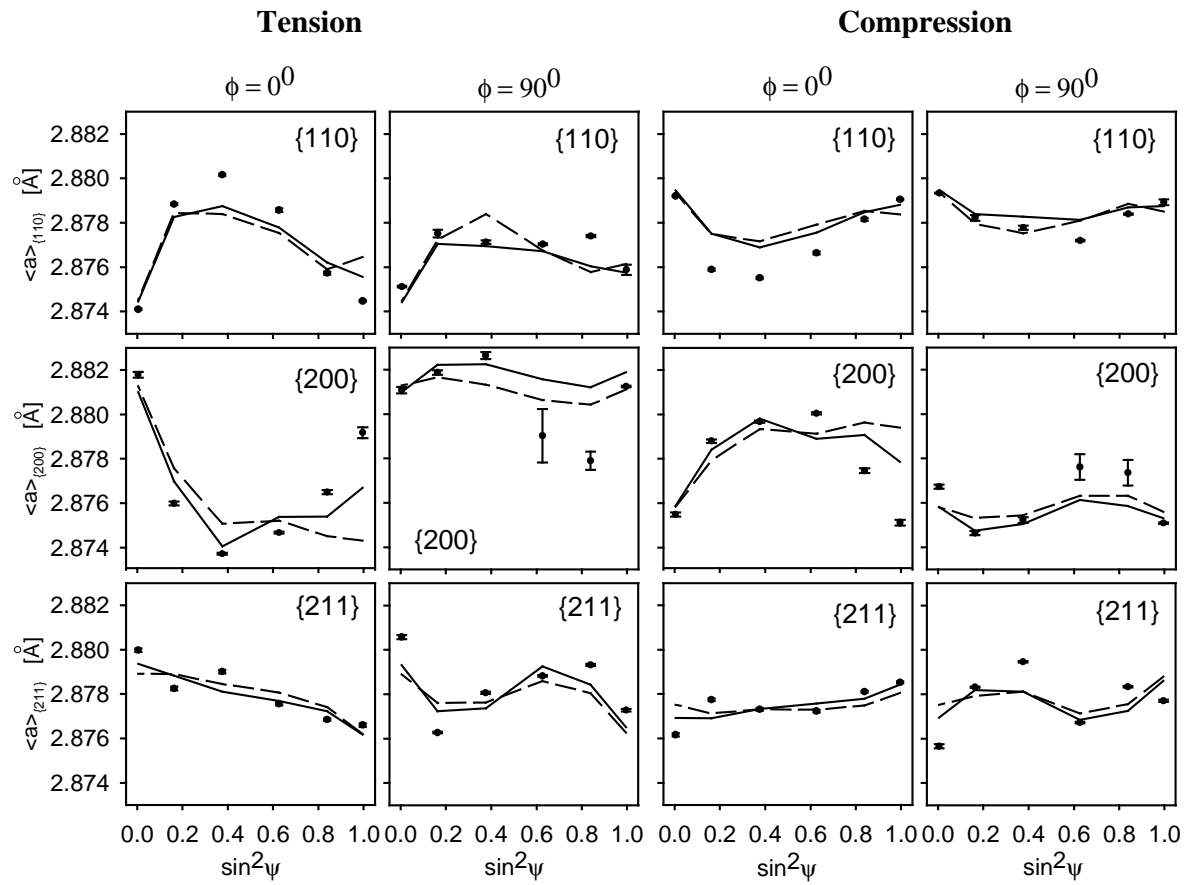 Tension Compression
ϕ = 0⁰ ϕ = 90⁰ ϕ = 0⁰ ϕ = 90⁰
<a>{110} [Å]
2.882
2.880
2.878
2.876
2.874
{110} {110} {110} {110}
<a>{200} [Å]
2.882
2.880
2.878
2.876
2.874
{200} {200} {200} {200}
<a>{211} [Å]
2.882
2.880
2.878
2.876
2.874
{211} {211} {211} {211}
0.0 0.2 0.4 0.6 0.8 1.0 0.0 0.2 0.4 0.6 0.8 1.0 0.0 0.2 0.4 0.6 0.8 1.0 0.0 0.2 0.4 0.6 0.8 1.0
sin²ψ sin²ψ sin²ψ sin²ψ